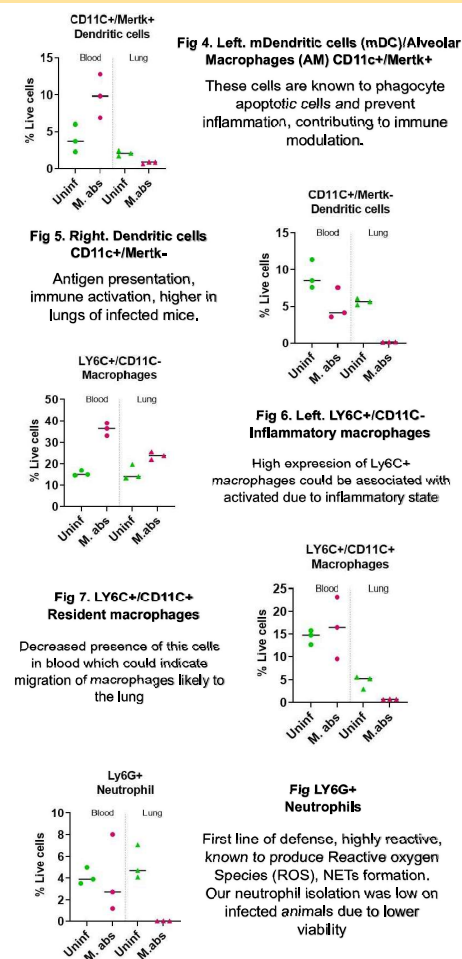 CD11C+/Mertk+
Dendritic cells
Blood
Lung
% Live cells
15
10
5
0
Uninf
M. abs
Uninf
M.abs
Fig 4. Left. mDendritic cells (mDC)/Alveolar
Macrophages (AM) CD11c+/Mertk+
These cells are known to phagocyte
apoptotic cells and prevent
inflammation, contributing to immune
modulation.
Fig 5. Right. Dendritic cells
CD11c+/Mertk-
Antigen presentation,
immune activation, higher in
lungs of infected mice.
CD11C+/Mertk-
Dendritic cells
Blood
Lung
% Live cells
15
10
5
0
Uninf
M. abs
Uninf
M.abs
LY6C+/CD11C-
Macrophages
Blood
Lung
% Live cells
50
40
30
20
10
0
Uninf
M. abs
Uninf
M.abs
Fig 6. Left. LY6C+/CD11C-
Inflammatory macrophages
High expression of Ly6C+
macrophages could be associated with
activated due to inflammatory state
Fig 7. LY6C+/CD11C+
Resident macrophages
Decreased presence of this cells
in blood which could indicate
migration of macrophages likely to
the lung
LY6C+/CD11C+
Macrophages
Blood
Lung
% Live cells
25
20
15
10
5
0
Uninf
M. abs
Uninf
M.abs
Ly6G+
Neutrophil
Blood
Lung
% Live cells
10
8
6
4
2
0
Uninf
M. abs
Uninf
M.abs
Fig LY6G+
Neutrophils
First line of defense, highly reactive,
known to produce Reactive oxygen
Species (ROS), NETs formation.
Our neutrophil isolation was low on
infected animals due to lower
viability